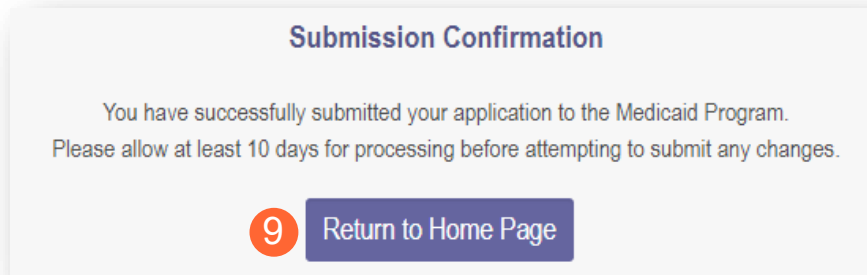 Submission Confirmation
You have successfully submitted your application to the Medicaid Program.
Please allow at least 10 days for processing before attempting to submit any changes.
9 Return to Home Page